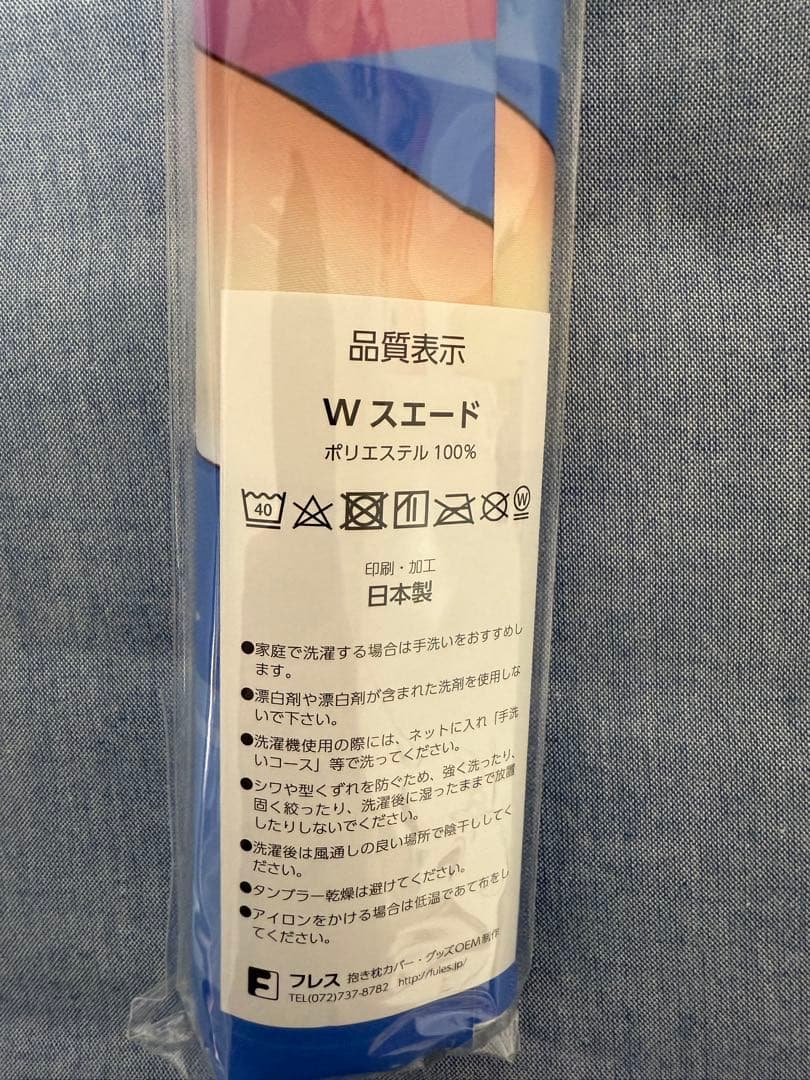 品質表示
W スエード
ポリエステル 100%
40
W
印刷・加工
日本製
●家庭で洗濯する場合は手洗いをおすすめし
ます。
●漂白剤や漂白剤が含まれた洗剤を使用しな
いで下さい。
●洗濯機使用の際には、ネットに入れ「手洗
いコース」等で洗ってください。
●シワや型くずれを防ぐため、強く洗ったり、
固く絞ったり、洗濯後に湿ったままで放置
したりしないでください。
●洗濯後は風通しの良い場所で陰干ししてく
ださい。
●タンブラー乾燥は避けてください。
●アイロンをかける場合は低温であて布をし
てください。
フレス 抱き枕カバー・グッズOEM制作
TEL(072)737-8782 http://fules.jp/